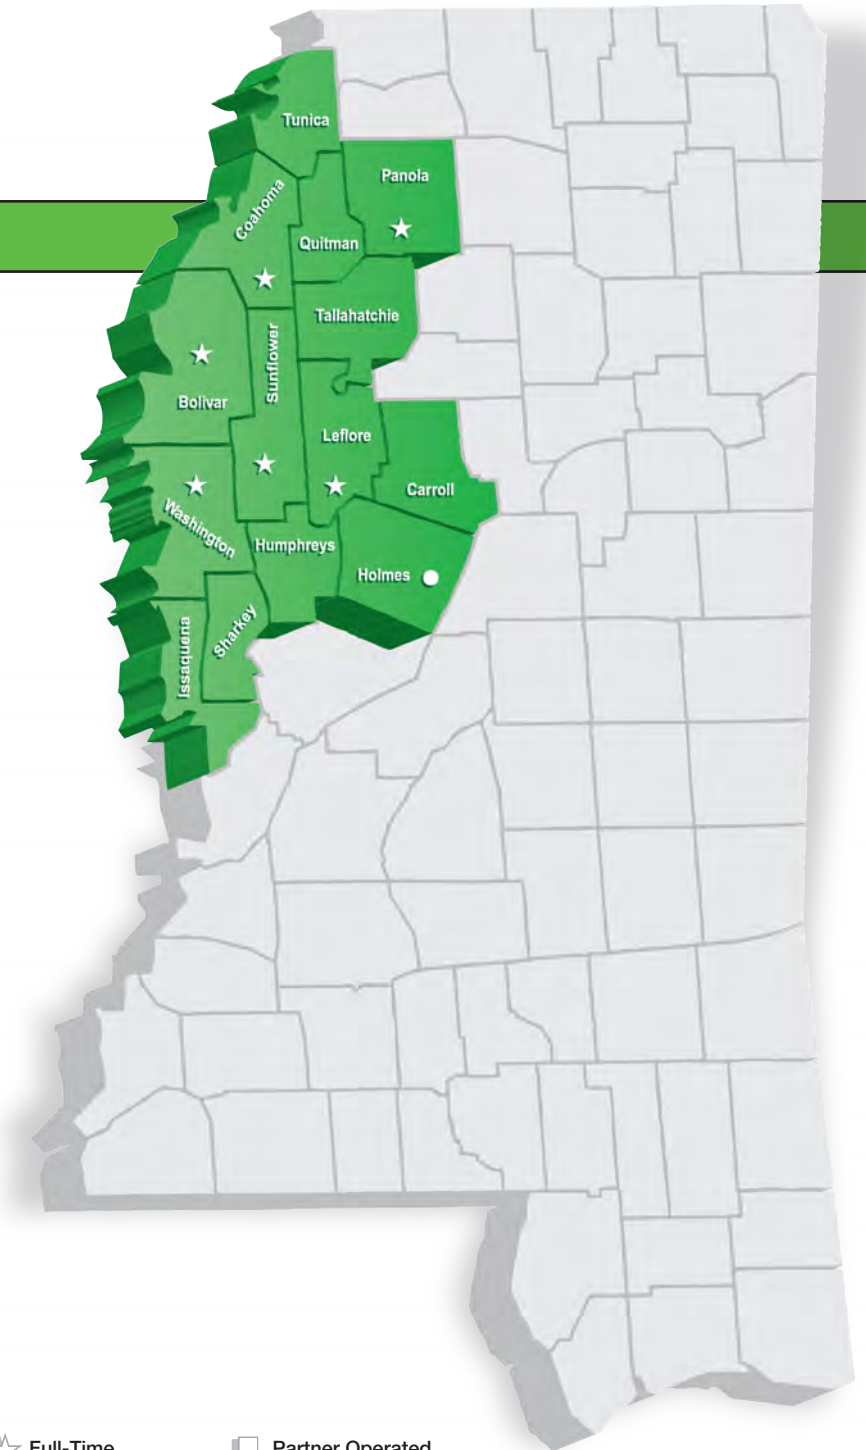 Tunica
Panola
Coahoma
Quitman
Tallahatchie
Sunflower
Bolivar
Leflore
Carroll
Washington
Humphreys
Holmes
Sharkey
Issaquena
Full-Time
Partner Operated